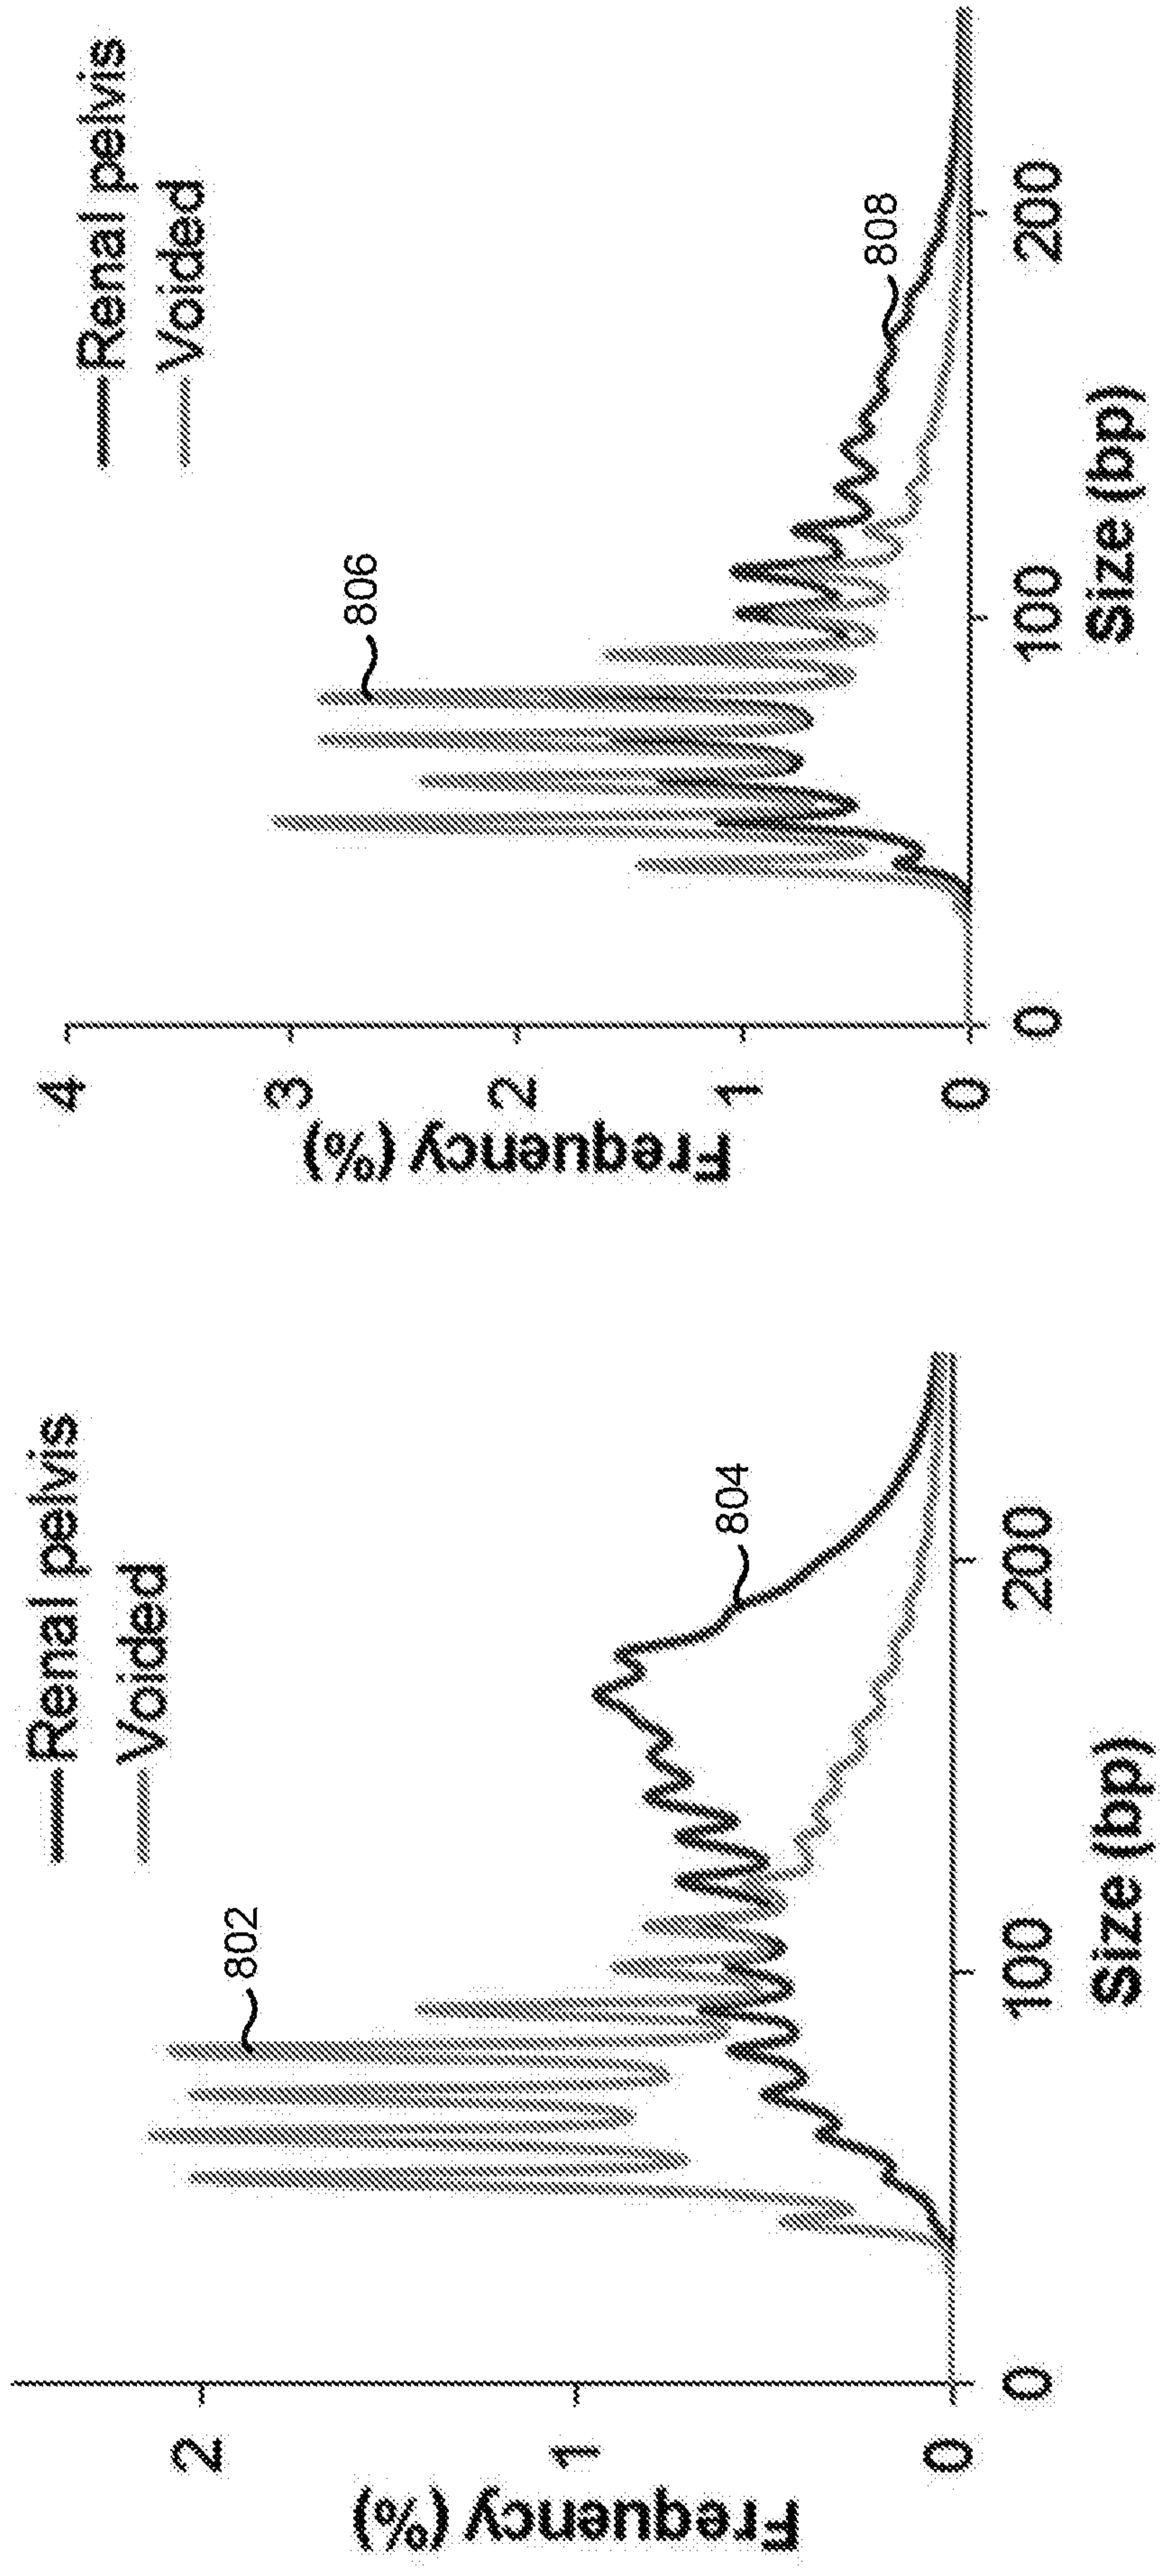 Renal pelvis
Voided
802
804
2
1
0
Frequency (%)
0
100
200
Size (bp)
Renal pelvis
Voided
806
808
4
3
2
1
0
Frequency (%)
0
100
200
Size (bp)